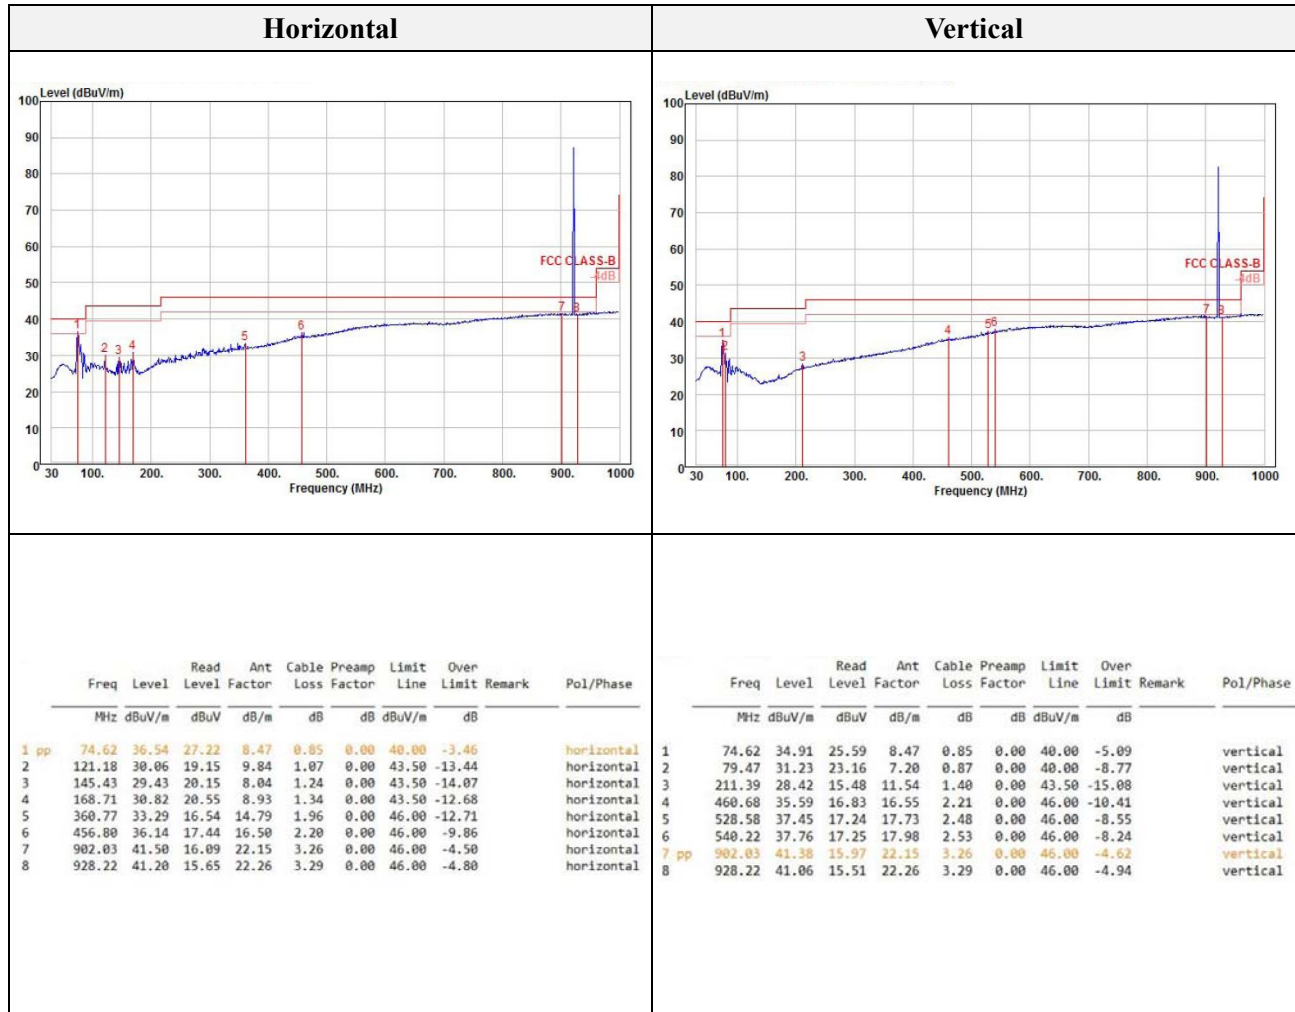 Horizontal Vertical
Level (dBuV/m)
100
90
80
70
60
50
40
30
20
10
0
FCC CLASS-B
-4dB
1 2 3 4 5 6 7 8
30 100. 200. 300. 400. 500. 600. 700. 800. 900. 1000
Frequency (MHz)
Level (dBuV/m)
100
90
80
70
60
50
40
30
20
10
0
FCC CLASS-B
-4dB
1 2 3 4 5 6 7 8
30 100. 200. 300. 400. 500. 600. 700. 800. 900. 1000
Frequency (MHz)
Read Ant Cable Preamp Limit Over
Freq Level Level Factor Loss Factor Line Limit Remark Pol/Phase
MHz dBuV/m dBuV dB/m dB dB dBuV/m dB
1 pp 74.62 36.54 27.22 8.47 0.85 0.00 40.00 -3.46 horizontal
2 121.18 30.06 19.15 9.84 1.07 0.00 43.50 -13.44 horizontal
3 145.43 29.43 20.15 8.04 1.24 0.00 43.50 -14.07 horizontal
4 168.71 30.82 20.55 8.93 1.34 0.00 43.50 -12.68 horizontal
5 360.77 33.29 16.54 14.79 1.96 0.00 46.00 -12.71 horizontal
6 456.80 36.14 17.44 16.50 2.20 0.00 46.00 -9.86 horizontal
7 902.03 41.50 16.09 22.15 3.26 0.00 46.00 -4.50 horizontal
8 928.22 41.20 15.65 22.26 3.29 0.00 46.00 -4.80 horizontal
Read Ant Cable Preamp Limit Over
Freq Level Level Factor Loss Factor Line Limit Remark Pol/Phase
MHz dBuV/m dBuV dB/m dB dB dBuV/m dB
1 74.62 34.91 25.59 8.47 0.85 0.00 40.00 -5.09 vertical
2 79.47 31.23 23.16 7.20 0.87 0.00 40.00 -8.77 vertical
3 211.39 28.42 15.48 11.54 1.40 0.00 43.50 -15.08 vertical
4 460.68 35.59 16.83 16.55 2.21 0.00 46.00 -10.41 vertical
5 528.58 37.45 17.24 17.73 2.48 0.00 46.00 -8.55 vertical
6 540.22 37.76 17.25 17.98 2.53 0.00 46.00 -8.24 vertical
7 pp 902.03 41.38 15.97 22.15 3.26 0.00 46.00 -4.62 vertical
8 928.22 41.06 15.51 22.26 3.29 0.00 46.00 -4.94 vertical